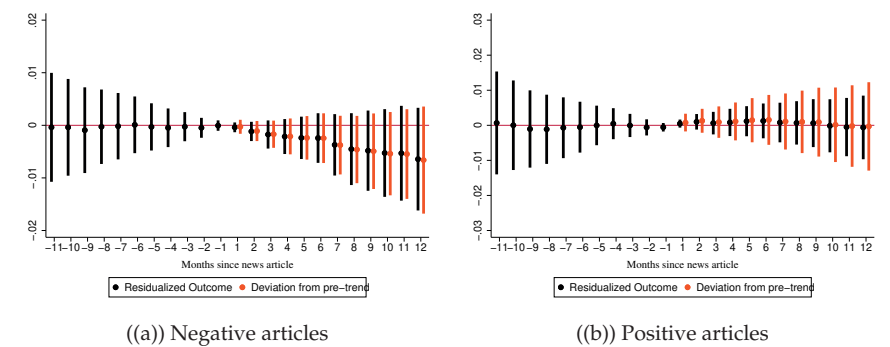 .02
.01
0
-.01
-.02
−11−10−9 −8 −7 −6 −5 −4 −3 −2 −1 1 2 3 4 5 6 7 8 9 10 11 12
Months since news article
Residualized Outcome Deviation from pre−trend
((a)) Negative articles
.03
.02
.01
0
-.01
-.02
-.03
−11−10−9 −8 −7 −6 −5 −4 −3 −2 −1 1 2 3 4 5 6 7 8 9 10 11 12
Months since news article
Residualized Outcome Deviation from pre−trend
((b)) Positive articles